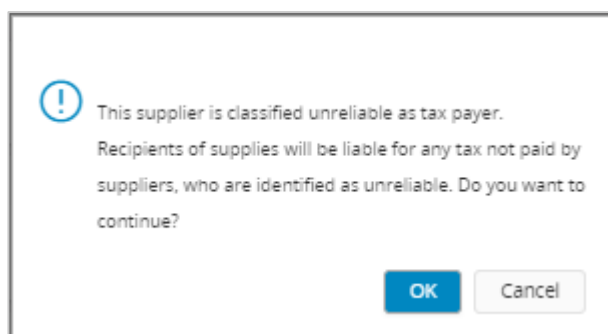 This supplier is classified unreliable as tax payer.
Recipients of supplies will be liable for any tax not paid by
suppliers, who are identified as unreliable. Do you want to
continue?
OK Cancel